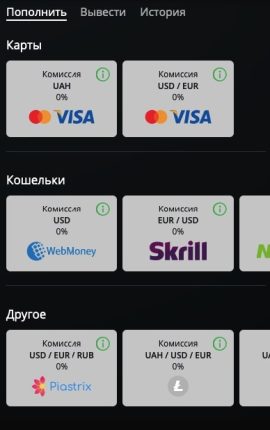 Пополнить Вывести История
Карты
Комиссия
UAH
0%
VISA
Комиссия
USD / EUR
0%
VISA
Кошельки
Комиссия
USD
0%
WebMoney
Комиссия
EUR / USD
0%
Skrill
N
Другое
Комиссия
USD / EUR / RUB
0%
Piastrix
Комиссия
UAH / USD / EUR
0%
Ł
UA